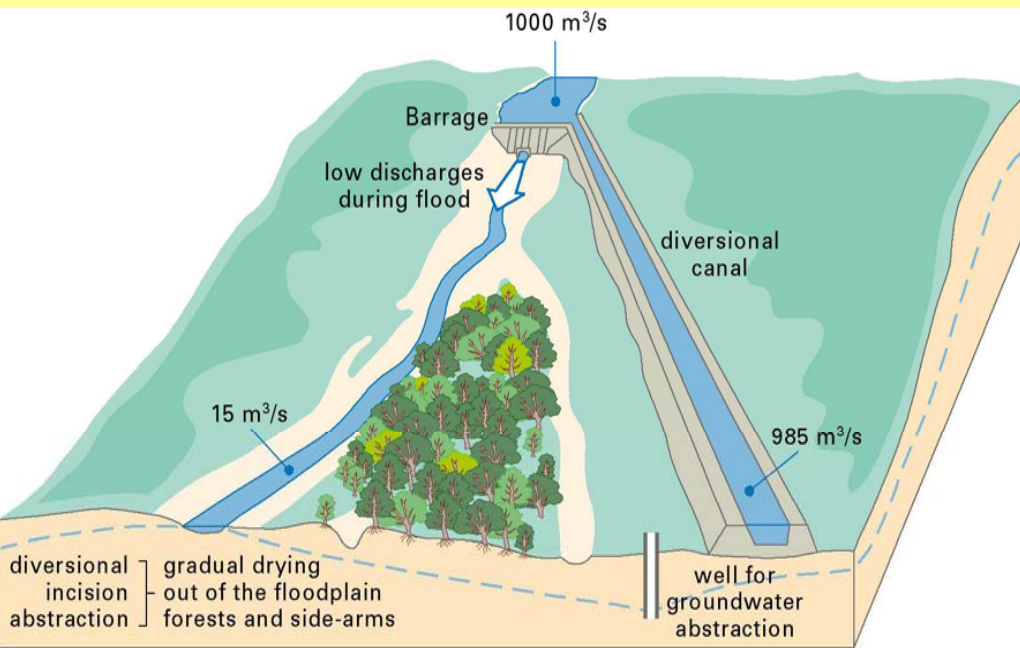 1000 m³/s
Barrage
low discharges
during flood
diversional
canal
15 m³/s
985 m³/s
diversional
incision
abstraction
gradual drying
out of the floodplain
forests and side-arms
well for
groundwater
abstraction